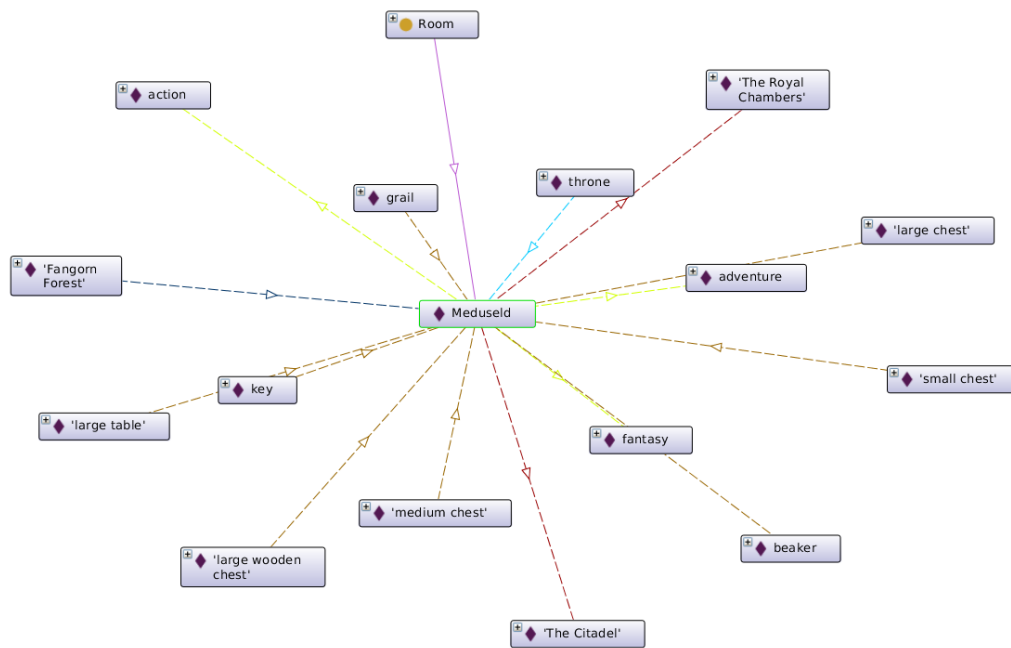 Room
action
'The Royal
Chambers'
throne
grail
'large chest'
'Fangorn
Forest'
adventure
Meduseld
'small chest'
key
'large table'
fantasy
'medium chest'
beaker
'large wooden
chest'
'The Citadel'